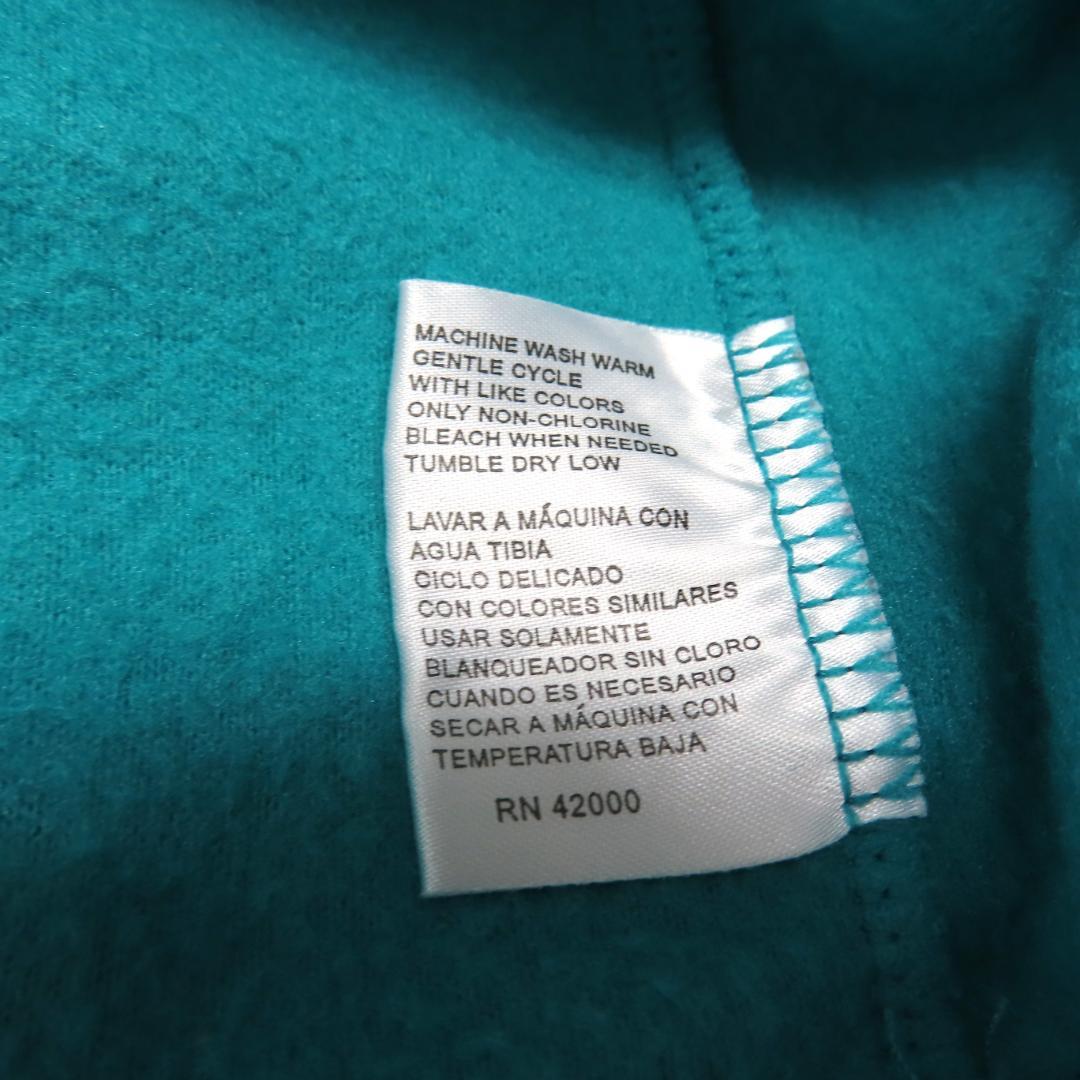 MACHINE WASH WARM
GENTLE CYCLE
WITH LIKE COLORS
ONLY NON-CHLORINE
BLEACH WHEN NEEDED
TUMBLE DRY LOW
LAVAR A MÁQUINA CON
AGUA TIBIA
CICLO DELICADO
CON COLORES SIMILARES
USAR SOLAMENTE
BLANQUEADOR SIN CLORO
CUANDO ES NECESARIO
SECAR A MÁQUINA CON
TEMPERATURA BAJA
RN 42000